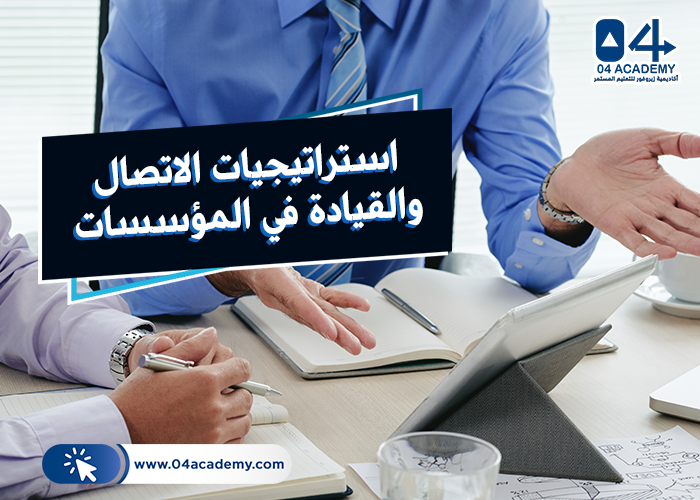 04
04 ACADEMY
أكاديمية زيروفور للتعليم المستمر
استراتيجيات الاتصال
والقيادة في المؤسسات
www.04academy.com